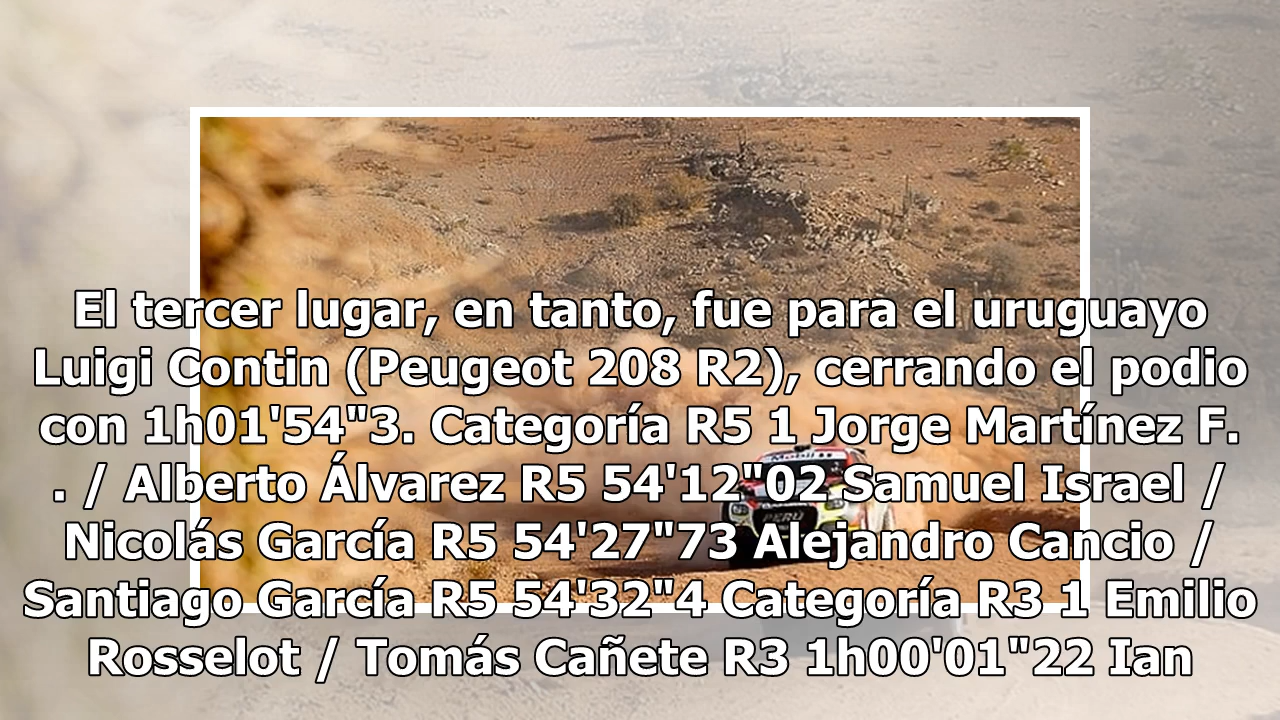 El tercer lugar, en tanto, fue para el uruguayo
Luigi Contin (Peugeot 208 R2), cerrando el podio
con 1h01'54"3. Categoría R5 1 Jorge Martínez F.
. / Alberto Álvarez R5 54'12"02 Samuel Israel /
Nicolás García R5 54'27"73 Alejandro Cancio /
Santiago García R5 54'32"4 Categoría R3 1 Emilio
Rosselot / Tomás Cañete R3 1h00'01"22 Ian
Mobil
PERU